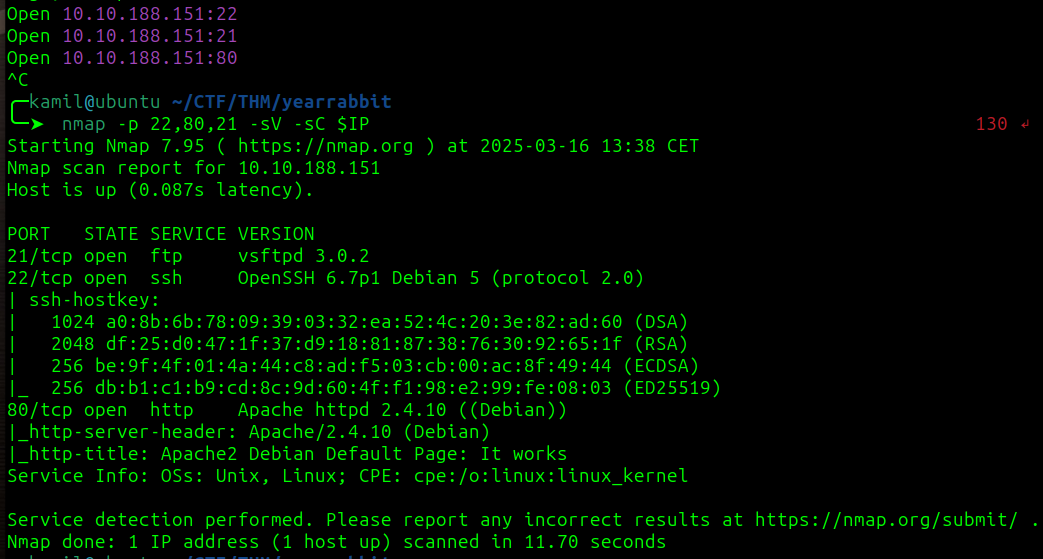 Open 10.10.188.151:22
Open 10.10.188.151:21
Open 10.10.188.151:80
^C
kamil@ubuntu ~/CTF/THM/yearrabbit
nmap -p 22,80,21 -sV -sC $IP 130 ↲
Starting Nmap 7.95 ( https://nmap.org ) at 2025-03-16 13:38 CET
Nmap scan report for 10.10.188.151
Host is up (0.087s latency).

PORT   STATE SERVICE VERSION
21/tcp open  ftp     vsftpd 3.0.2
22/tcp open  ssh     OpenSSH 6.7p1 Debian 5 (protocol 2.0)
| ssh-hostkey:
|   1024 a0:8b:6b:78:09:39:03:32:ea:52:4c:20:3e:82:ad:60 (DSA)
|   2048 df:25:d0:47:1f:37:d9:18:81:87:38:76:30:92:65:1f (RSA)
|   256 be:9f:4f:01:4a:44:c8:ad:f5:03:cb:00:ac:8f:49:44 (ECDSA)
|_  256 db:b1:c1:b9:cd:8c:9d:60:4f:f1:98:e2:99:fe:08:03 (ED25519)
80/tcp open  http    Apache httpd 2.4.10 ((Debian))
|_http-server-header: Apache/2.4.10 (Debian)
|_http-title: Apache2 Debian Default Page: It works
Service Info: OSs: Unix, Linux; CPE: cpe:/o:linux:linux_kernel

Service detection performed. Please report any incorrect results at https://nmap.org/submit/ .
Nmap done: 1 IP address (1 host up) scanned in 11.70 seconds